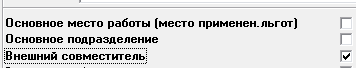 Основное место работы (место применен.льгот)
Основное подразделение
Внешний совместитель